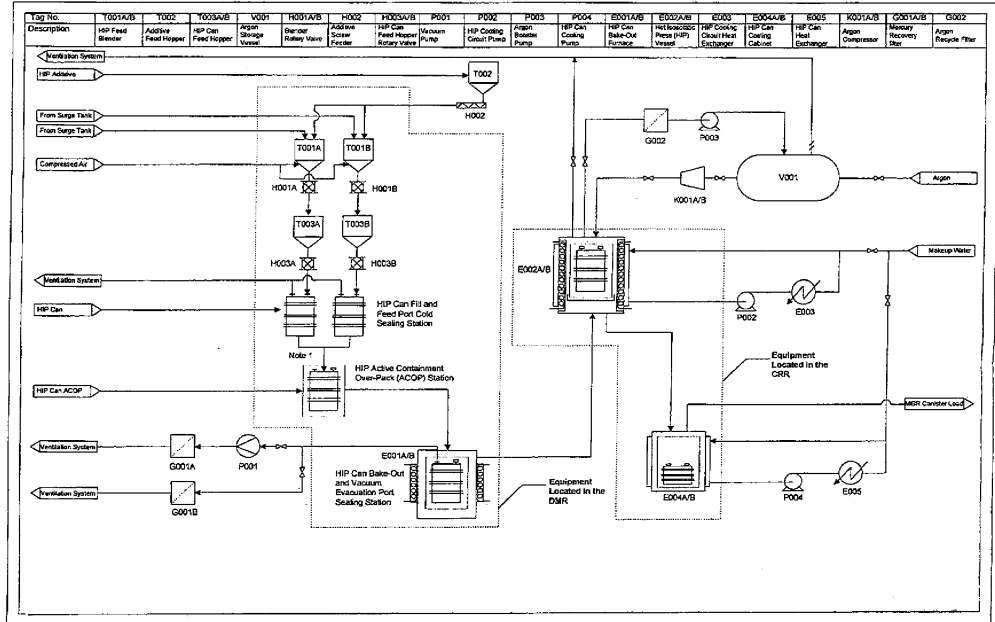 Tag No. T001A/B T002 T003A/B V001 H001A/B H002 H003A/B P001 P002 P003 P004 E001A/B E002A/B E003 E004A/B E005 K001A/B G001A/B G002
Description HIP Feed Blender Additive Feed Hopper HIP Can Feed Hopper Argon Storage Vessel Blender Rotary Valve Additive Screw Feeder HIP Can Feed Hopper Rotary Valve Vacuum Pump HIP Cooling Circuit Pump Argon Booster Pump HIP Can Cooling Pump HIP Can Bake-Out Furnace Hot Isostatic Press (HIP) Vessel HIP Cooling Circuit Heat Exchanger HIP Can Cooling Cabinet HIP Can Heat Exchanger Argon Compressor Mercury Recovery filter Argon Recycle Filter
Ventilation System
HIP Additive
T002
H002
From Surge Tank
From Surge Tank
G002
P003
T001A
T001B
Compressed Air
H001A
H001B
V001
Argon
K001A/B
T003A
T003B
E002A/B
Makeup Water
H003A
H003B
Ventilation System
HIP Can
HIP Can Fill and
Feed Port Cold
Sealing Station
P002
E003
Note 1
Equipment
Located in the
CRR
HIP Active Containment
Over-Pack (ACOP) Station
HIP Can ACOP
MGR Canister Load
Ventilation System
G001A
P001
E001A/B
HIP Can Bake-Out
and Vacuum
Evacuation Port
Sealing Station
Equipment
Located in the
DMR
E004A/B
P004
E005
Ventilation System
G001B